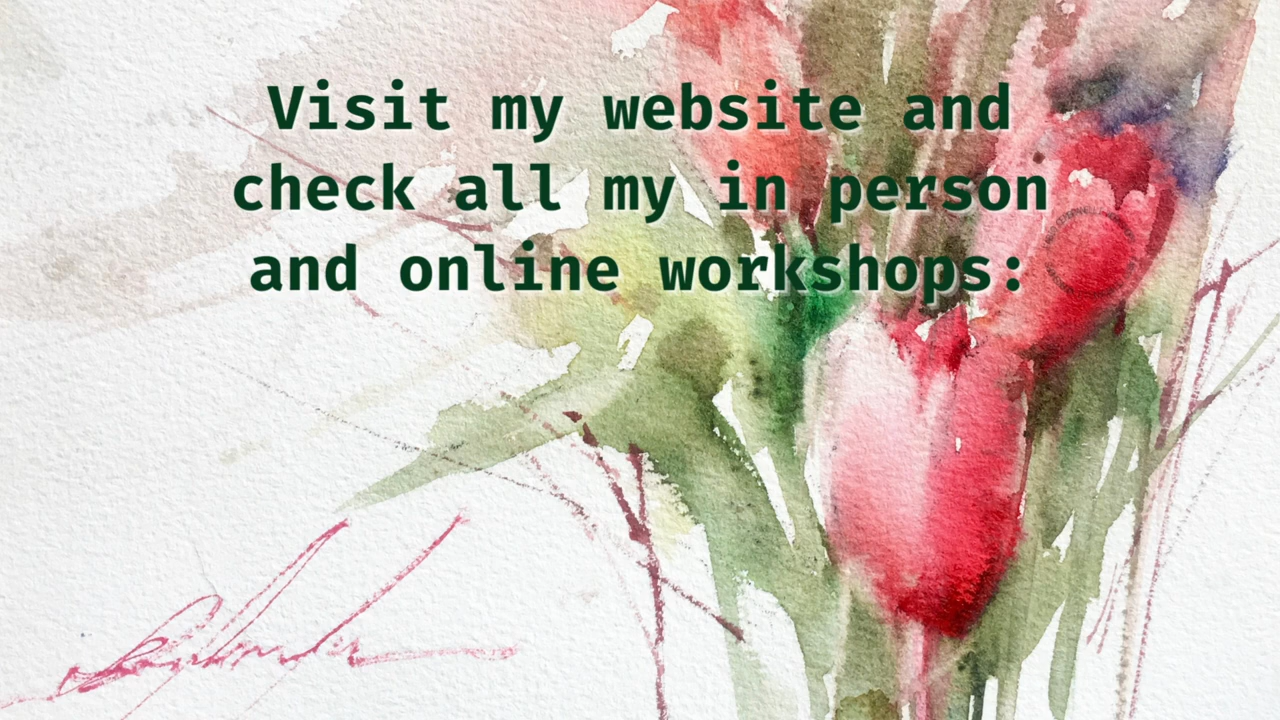 Visit my website and
check all my in person
and online workshops: